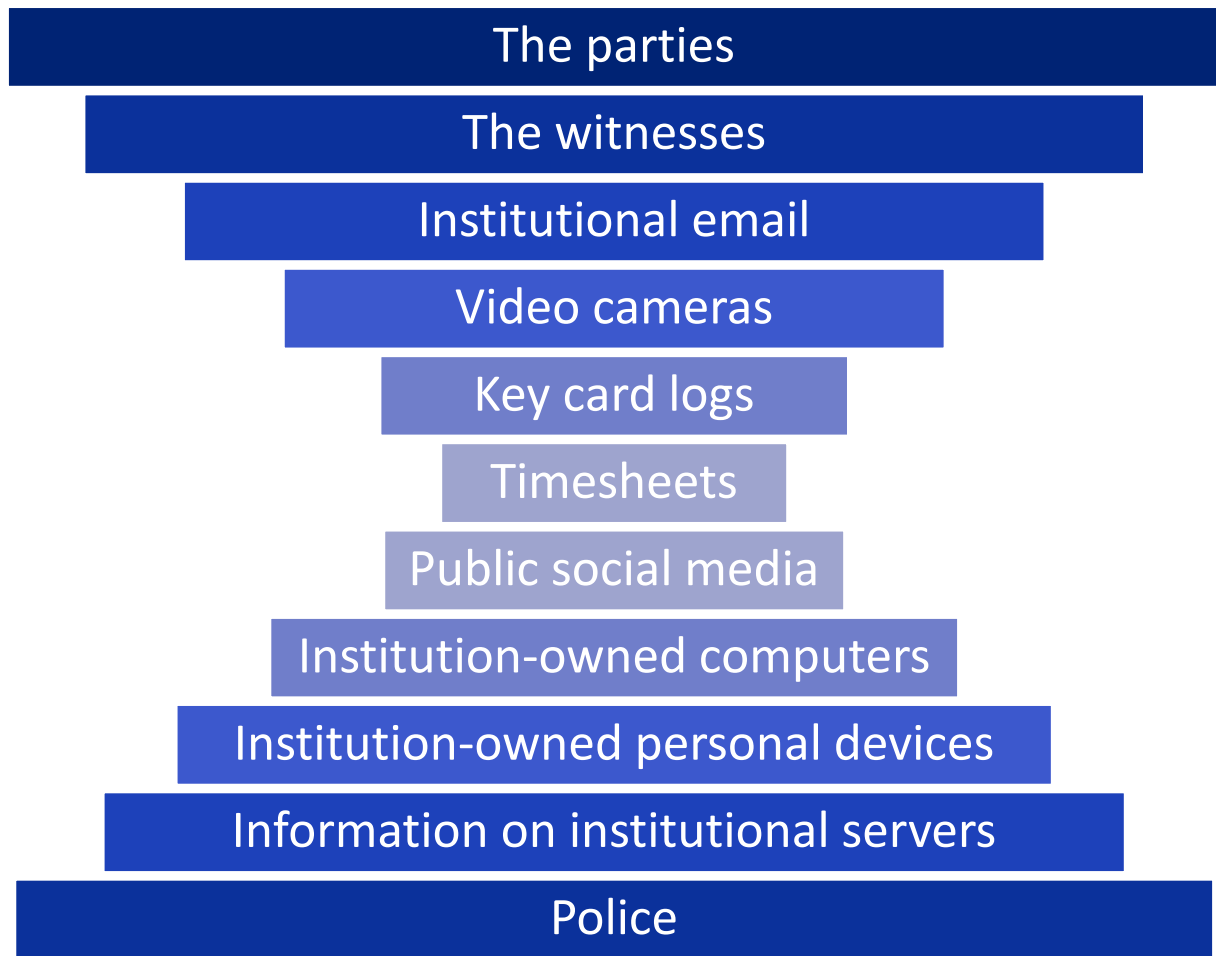 The parties
The witnesses
Institutional email
Video cameras
Key card logs
Timesheets
Public social media
Institution-owned computers
Institution-owned personal devices
Information on institutional servers
Police